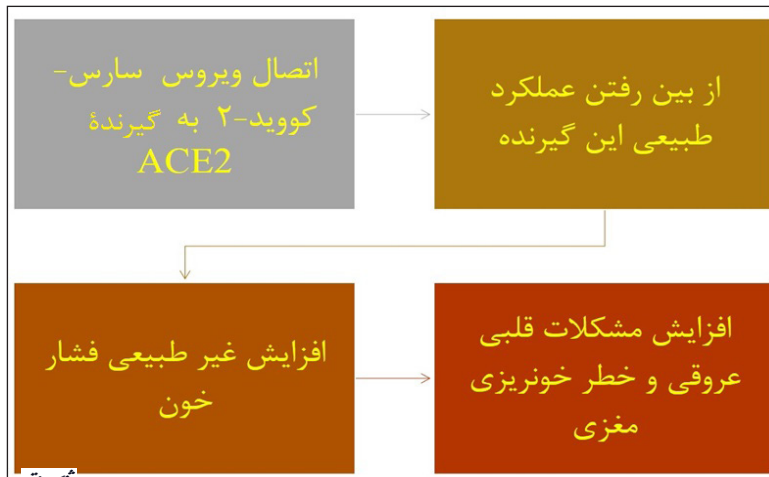 اتصال ویروس سارس-
کووید-۲ به گیرندهٔ
ACE2
از بین رفتن عملکرد
طبیعی این گیرنده
افزایش غیر طبیعی فشار
خون
افزایش مشکلات قلبی
عروقی و خطر خونریزی
مغزی